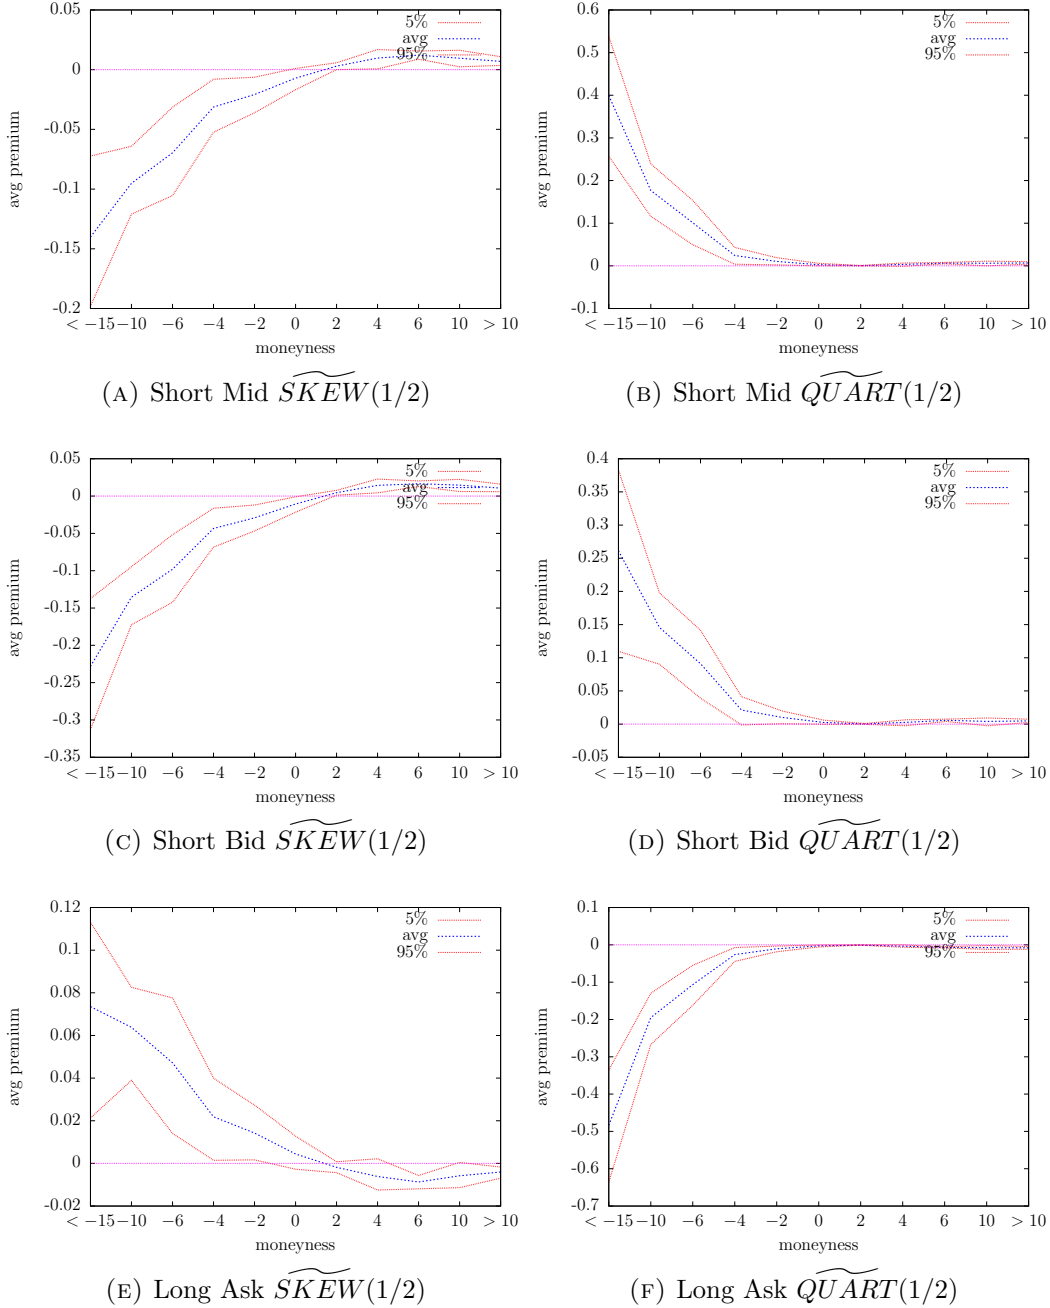 0.05
0
-0.05
-0.1
-0.15
-0.2
avg premium
5%
avg
95%
< −15 −10 −6 −4 −2 0 2 4 6 10 > 10
moneyness
(A) Short Mid SKEW(1/2)
0.6
0.5
0.4
0.3
0.2
0.1
0
-0.1
avg premium
5%
avg
95%
< −15 −10 −6 −4 −2 0 2 4 6 10 > 10
moneyness
(B) Short Mid QUART(1/2)
0.05
0
-0.05
-0.1
-0.15
-0.2
-0.25
-0.3
-0.35
avg premium
5%
avg
95%
< −15 −10 −6 −4 −2 0 2 4 6 10 > 10
moneyness
(C) Short Bid SKEW(1/2)
0.4
0.35
0.3
0.25
0.2
0.15
0.1
0.05
0
-0.05
avg premium
5%
avg
95%
< −15 −10 −6 −4 −2 0 2 4 6 10 > 10
moneyness
(D) Short Bid QUART(1/2)
0.12
0.1
0.08
0.06
0.04
0.02
0
-0.02
avg premium
5%
avg
95%
< −15 −10 −6 −4 −2 0 2 4 6 10 > 10
moneyness
(E) Long Ask SKEW(1/2)
0.1
0
-0.1
-0.2
-0.3
-0.4
-0.5
-0.6
-0.7
avg premium
5%
avg
95%
< −15 −10 −6 −4 −2 0 2 4 6 10 > 10
moneyness
(F) Long Ask QUART(1/2)